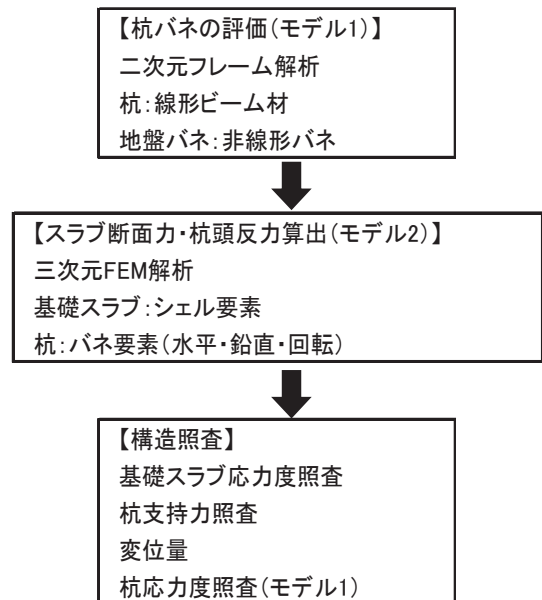 【杭バネの評価(モデル1)】
二次元フレーム解析
杭:線形ビーム材
地盤バネ:非線形バネ
【スラブ断面力・杭頭反力算出(モデル2)】
三次元FEM解析
基礎スラブ:シェル要素
杭:バネ要素(水平・鉛直・回転)
【構造照査】
基礎スラブ応力度照査
杭支持力照査
変位量
杭応力度照査(モデル1)